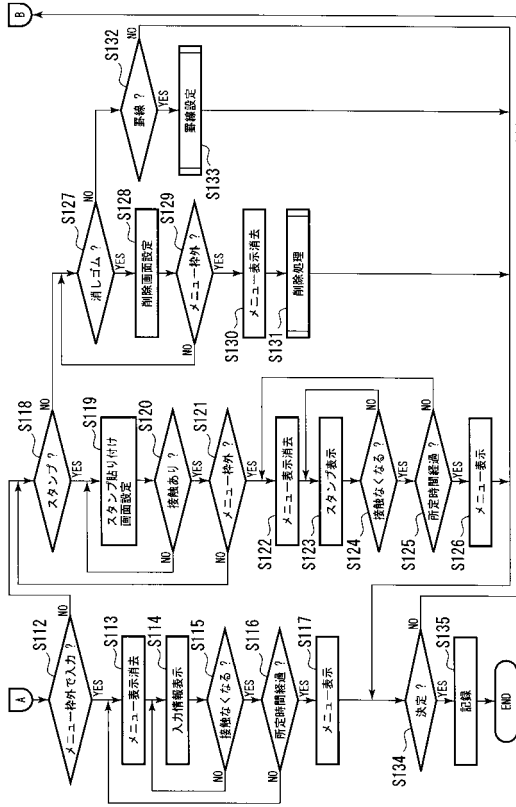 A
S112
メニュー枠外で入力？
NO
YES
S113
メニュー表示消去
S114
入力情報表示
S115
接触なくなる？
NO
YES
S116
所定時間経過？
NO
YES
S117
メニュー表示
S118
スタンプ？
NO
YES
S119
スタンプ貼り付け
画面設定
S120
接触あり？
NO
YES
S121
メニュー枠外？
NO
YES
S122
メニュー表示消去
S123
スタンプ表示
S124
接触なくなる？
NO
YES
S125
所定時間経過？
NO
YES
S126
メニュー表示
S127
消しゴム？
NO
YES
S128
削除画面設定
S129
メニュー枠外？
NO
YES
S130
メニュー表示消去
S131
削除処理
S132
罫線？
NO
YES
S133
罫線設定
S134
決定？
NO
YES
S135
記録
END
B